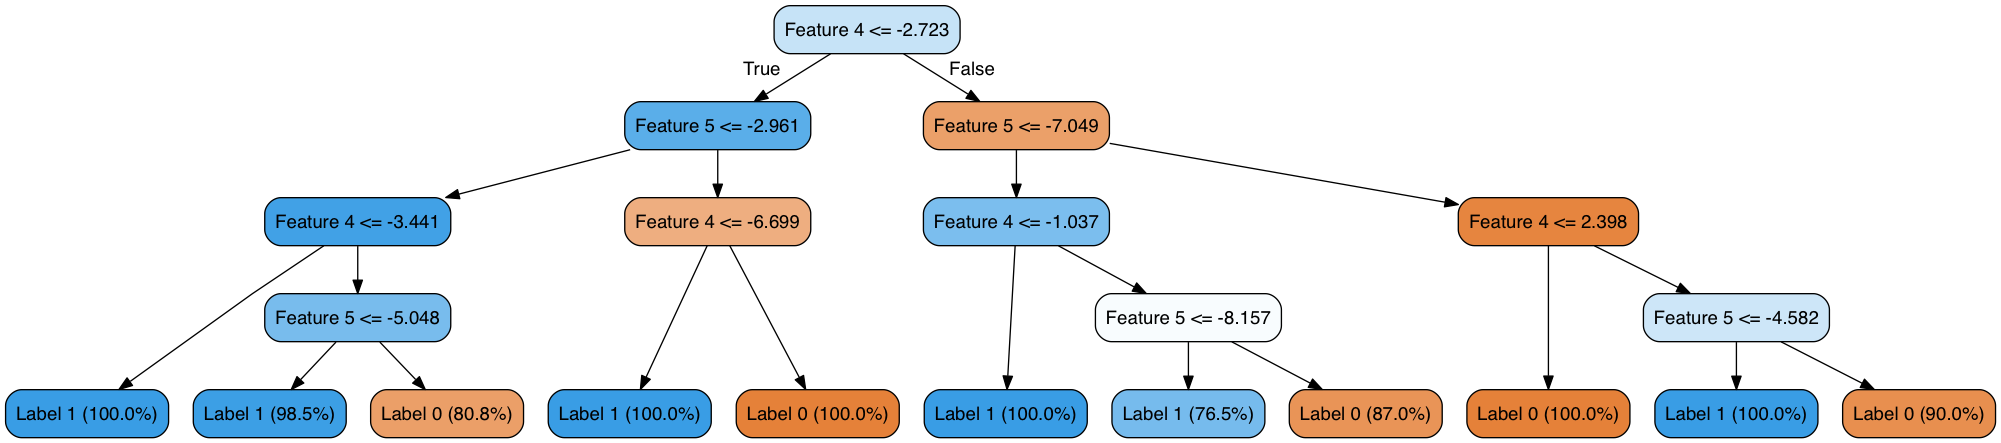 Feature 4 <= -2.723
True
False
Feature 5 <= -2.961
Feature 5 <= -7.049
Feature 4 <= -3.441
Feature 4 <= -6.699
Feature 4 <= -1.037
Feature 4 <= 2.398
Feature 5 <= -5.048
Feature 5 <= -8.157
Feature 5 <= -4.582
Label 1 (100.0%)
Label 1 (98.5%)
Label 0 (80.8%)
Label 1 (100.0%)
Label 0 (100.0%)
Label 1 (100.0%)
Label 1 (76.5%)
Label 0 (87.0%)
Label 0 (100.0%)
Label 1 (100.0%)
Label 0 (90.0%)